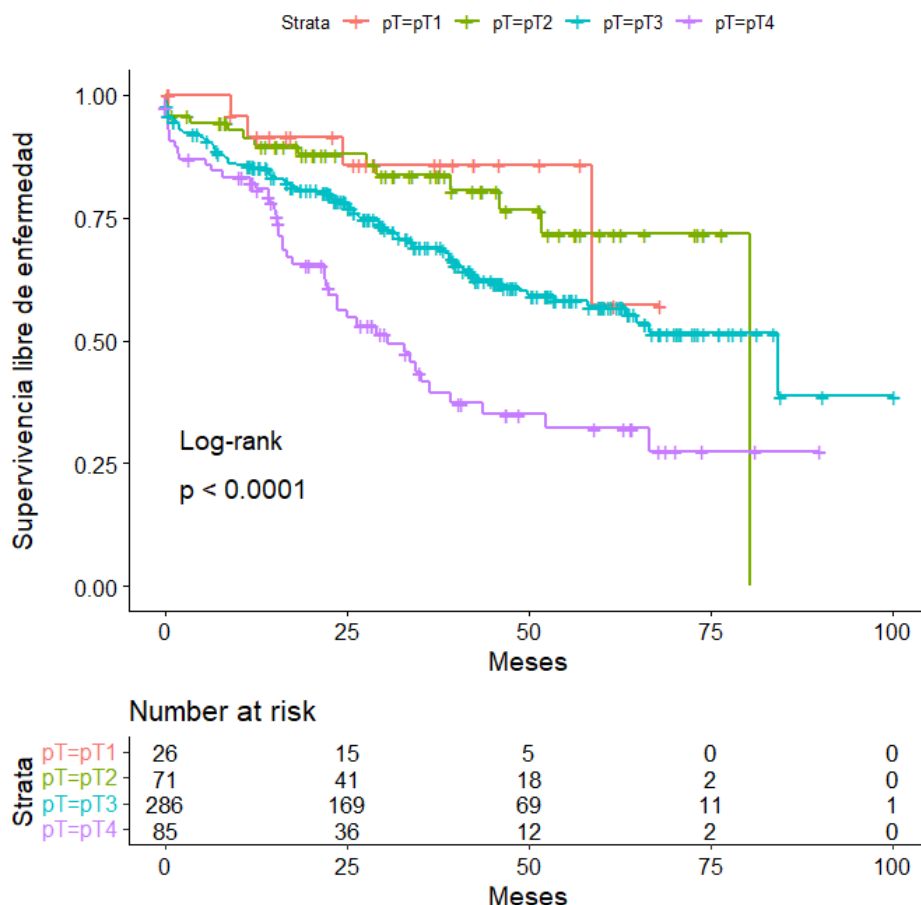 Strata pT=pT1 pT=pT2 pT=pT3 pT=pT4
Supervivencia libre de enfermedad
1.00
0.75
0.50
0.25
0.00
Log-rank
p < 0.0001
0 25 50 75 100
Meses
Number at risk
Strata
pT=pT1 26 15 5 0 0
pT=pT2 71 41 18 2 0
pT=pT3 286 169 69 11 1
pT=pT4 85 36 12 2 0
0 25 50 75 100
Meses